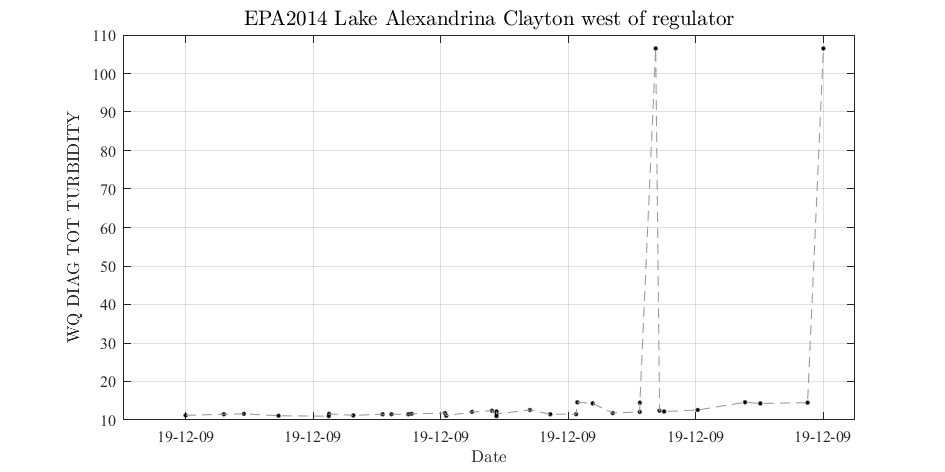 EPA2014 Lake Alexandrina Clayton west of regulator
110
100
90
80
70
60
50
40
30
20
10
WQ DIAG TOT TURBIDITY
19-12-09 19-12-09 19-12-09 19-12-09 19-12-09 19-12-09
Date